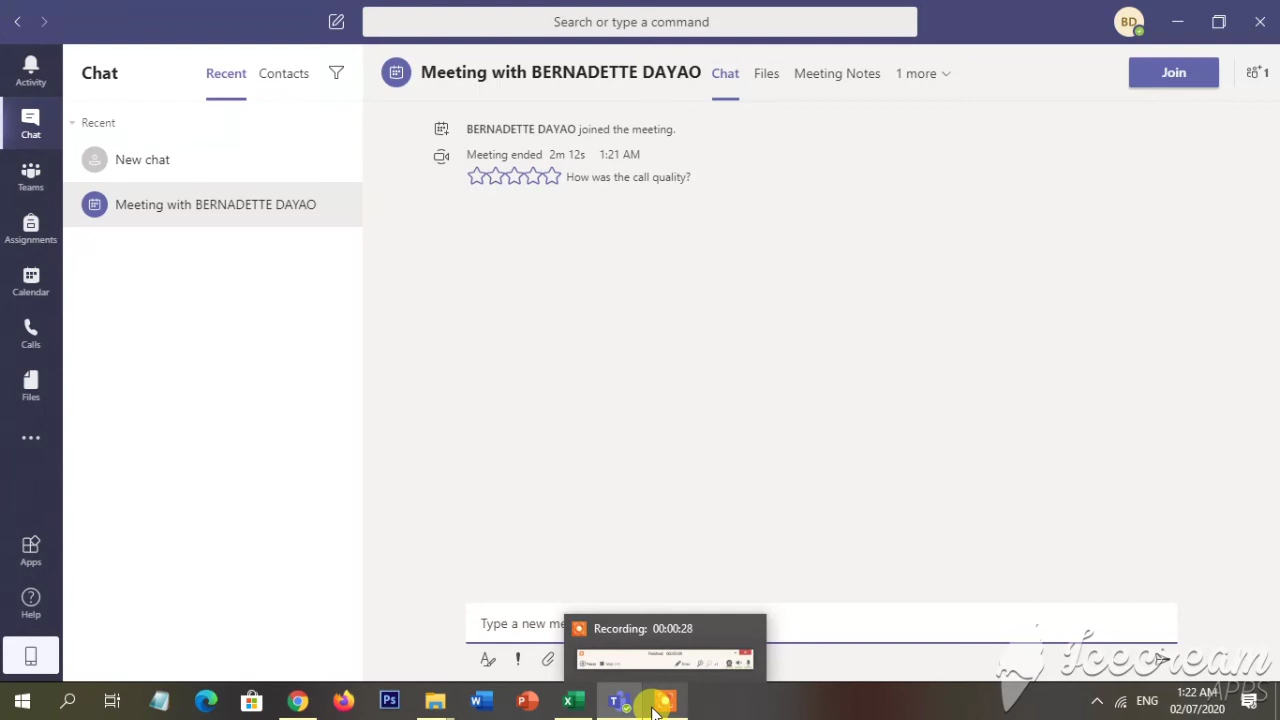 Search or type a command
BD
Activity
Chat
Teams
Assignments
Calendar
Calls
Files
Apps
Help
Chat
Recent
Contacts
Recent
New chat
Meeting with BERNADETTE DAYAO
Meeting with BERNADETTE DAYAO
Chat
Files
Meeting Notes
1 more
Join
1
BERNADETTE DAYAO joined the meeting.
Meeting ended 2m 12s 1:21 AM
How was the call quality?
Type a new me
Recording: 00:00:28
Icecream
APPS
ENG
1:22 AM
02/07/2020